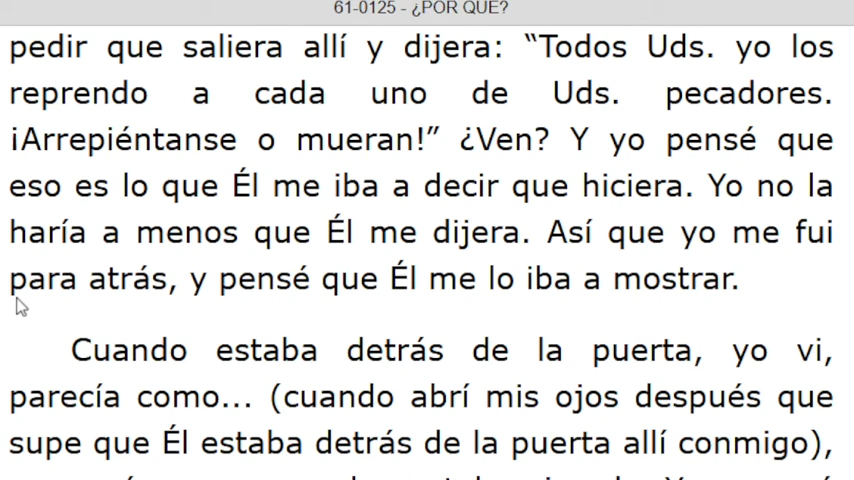 61-0125 - ¿POR QUÉ?
pedir que saliera allí y dijera: “Todos Uds. yo los
reprendo a cada uno de Uds. pecadores.
¡Arrepiéntanse o mueran!” ¿Ven? Y yo pensé que
eso es lo que Él me iba a decir que hiciera. Yo no la
haría a menos que Él me dijera. Así que yo me fui
para atrás, y pensé que Él me lo iba a mostrar.
Cuando estaba detrás de la puerta, yo vi,
parecía como... (cuando abrí mis ojos después que
supe que Él estaba detrás de la puerta allí conmigo),